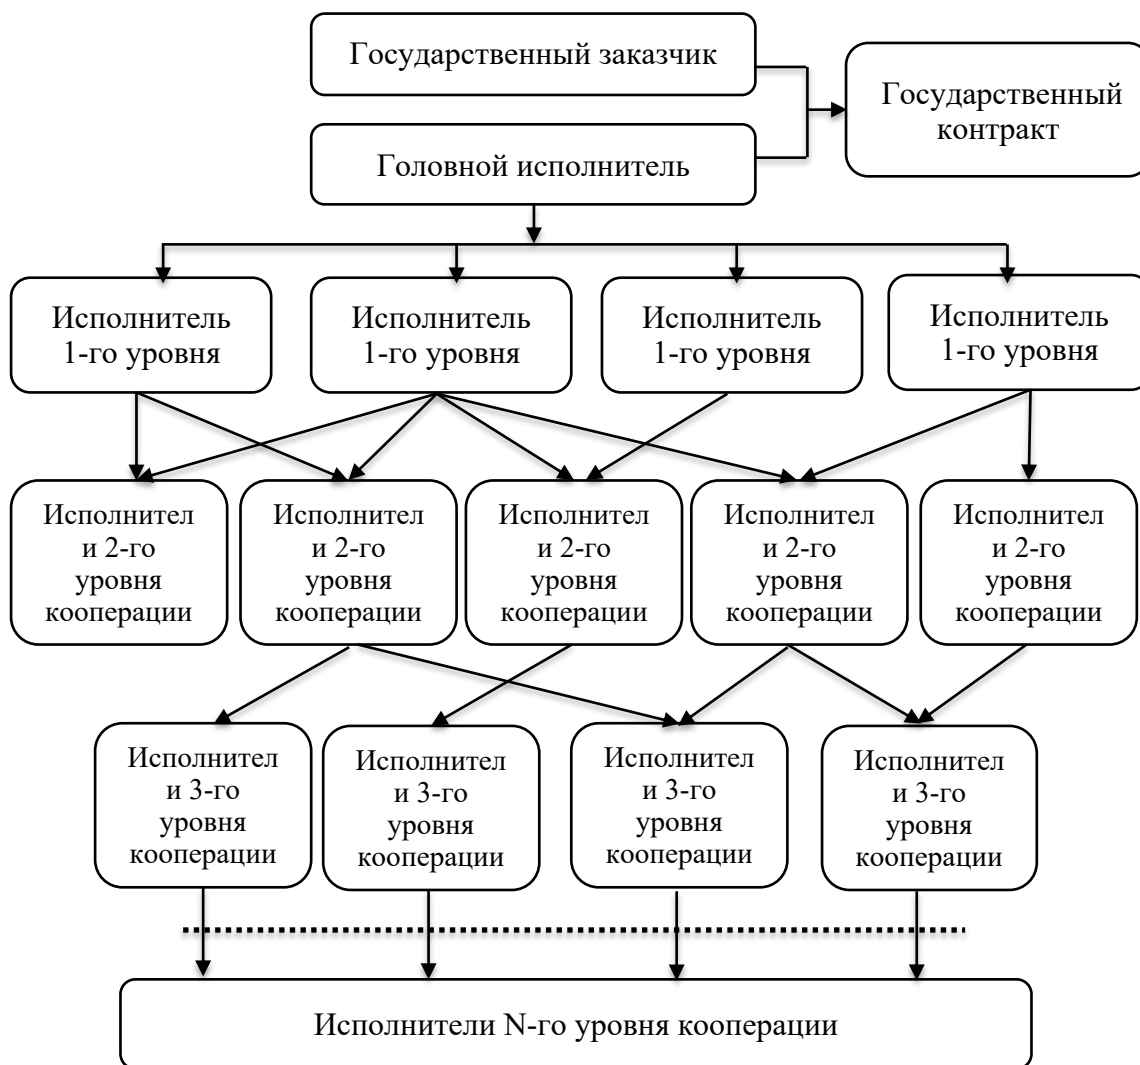 Государственный заказчик
Государственный
контракт
Головной исполнитель
Исполнитель
1-го уровня
Исполнитель
1-го уровня
Исполнитель
1-го уровня
Исполнитель
1-го уровня
Исполнител
и 2-го
уровня
кооперации
Исполнител
и 2-го
уровня
кооперации
Исполнител
и 2-го
уровня
кооперации
Исполнител
и 2-го
уровня
кооперации
Исполнител
и 2-го
уровня
кооперации
Исполнител
и 3-го
уровня
кооперации
Исполнител
и 3-го
уровня
кооперации
Исполнител
и 3-го
уровня
кооперации
Исполнител
и 3-го
уровня
кооперации
Исполнители N-го уровня кооперации